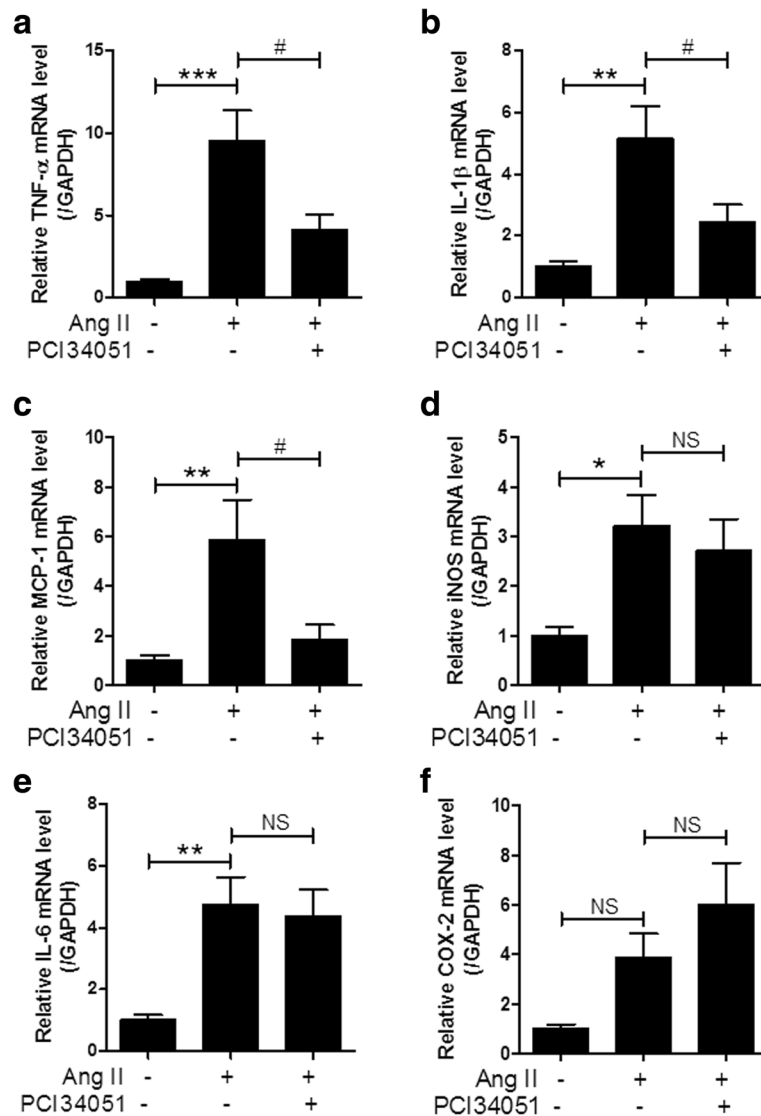 a
Relative TNF-α mRNA level
(/GAPDH)
15
10
5
0
***
#
Ang II - + +
PCI34051 - - +
b
Relative IL-1β mRNA level
(/GAPDH)
8
6
4
2
0
**
#
Ang II - + +
PCI34051 - - +
c
Relative MCP-1 mRNA level
(/GAPDH)
10
8
6
4
2
0
**
#
Ang II - + +
PCI34051 - - +
d
Relative iNOS mRNA level
(/GAPDH)
5
4
3
2
1
0
*
NS
Ang II - + +
PCI34051 - - +
e
Relative IL-6 mRNA level
(/GAPDH)
8
6
4
2
0
**
NS
Ang II - + +
PCI34051 - - +
f
Relative COX-2 mRNA level
(/GAPDH)
10
8
6
4
2
0
NS
NS
Ang II - + +
PCI34051 - - +